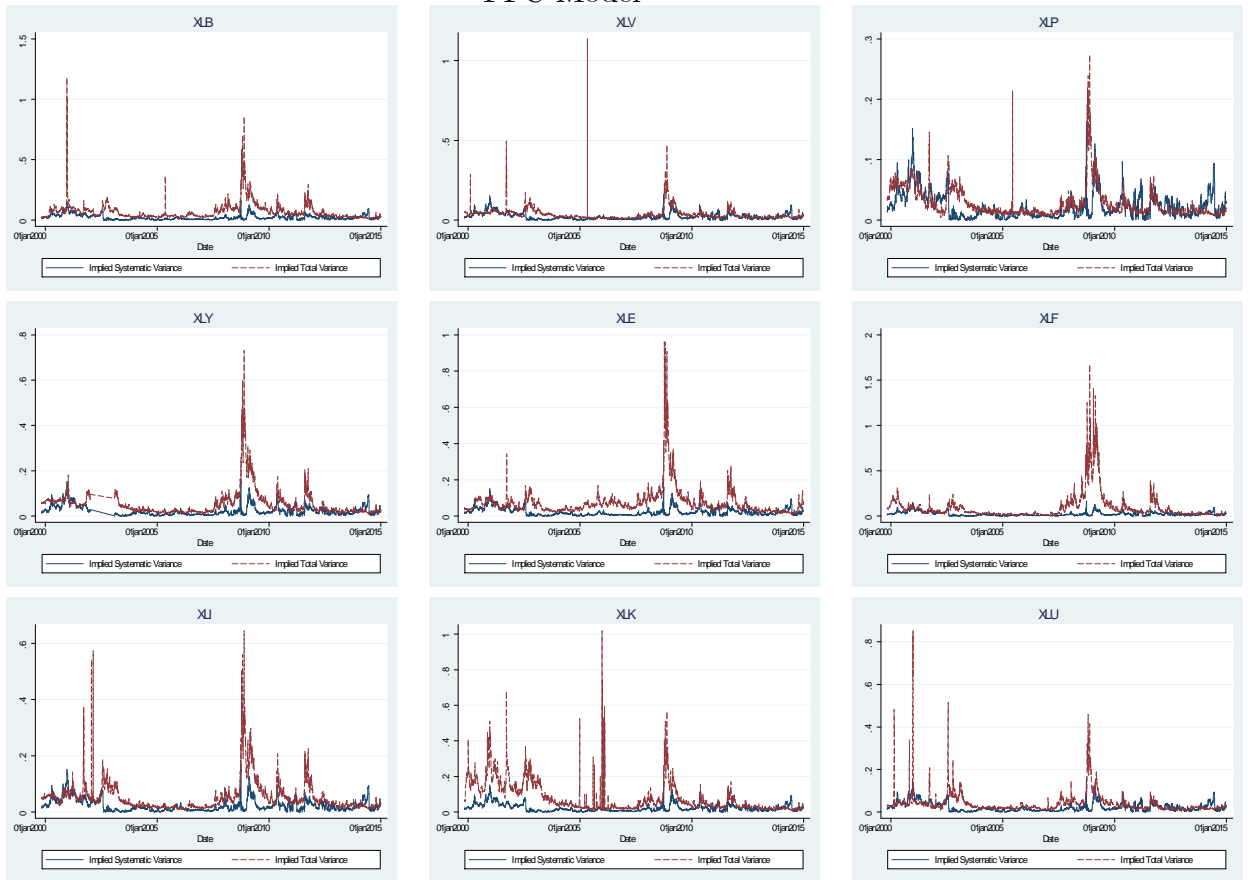 Model
XLB
1.5
1
.5
0
01jan2000 01jan2005 01jan2010 01jan2015
Date
Implied Systematic Variance Implied Total Variance
XLV
1
.5
0
01jan2000 01jan2005 01jan2010 01jan2015
Date
Implied Systematic Variance Implied Total Variance
XLP
.3
.2
.1
0
01jan2000 01jan2005 01jan2010 01jan2015
Date
Implied Systematic Variance Implied Total Variance
XLY
.8
.6
.4
.2
0
01jan2000 01jan2005 01jan2010 01jan2015
Date
Implied Systematic Variance Implied Total Variance
XLE
1
.8
.6
.4
.2
0
01jan2000 01jan2005 01jan2010 01jan2015
Date
Implied Systematic Variance Implied Total Variance
XLF
2
1.5
1
.5
0
01jan2000 01jan2005 01jan2010 01jan2015
Date
Implied Systematic Variance Implied Total Variance
XLI
.6
.4
.2
0
01jan2000 01jan2005 01jan2010 01jan2015
Date
Implied Systematic Variance Implied Total Variance
XLK
1
.8
.6
.4
.2
0
01jan2000 01jan2005 01jan2010 01jan2015
Date
Implied Systematic Variance Implied Total Variance
XLU
.8
.6
.4
.2
0
01jan2000 01jan2005 01jan2010 01jan2015
Date
Implied Systematic Variance Implied Total Variance